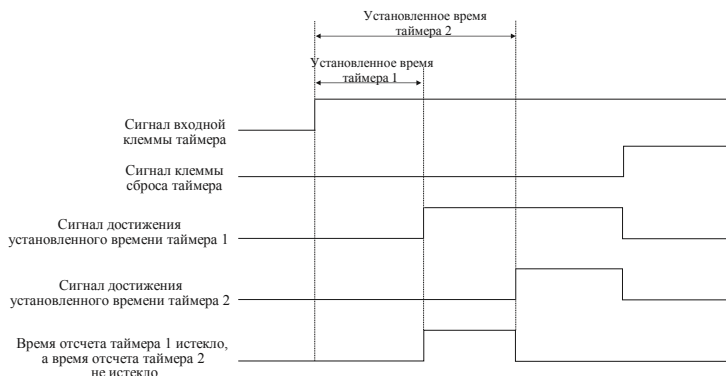 Установленное время
таймера 2
Установленное время
таймера 1
Сигнал входной
клеммы таймера
Сигнал клеммы
сброса таймера
Сигнал достижения
установленного времени таймера 1
Сигнал достижения
установленного времени таймера 2
Время отсчета таймера 1 истекло,
а время отсчета таймера 2
не истекло